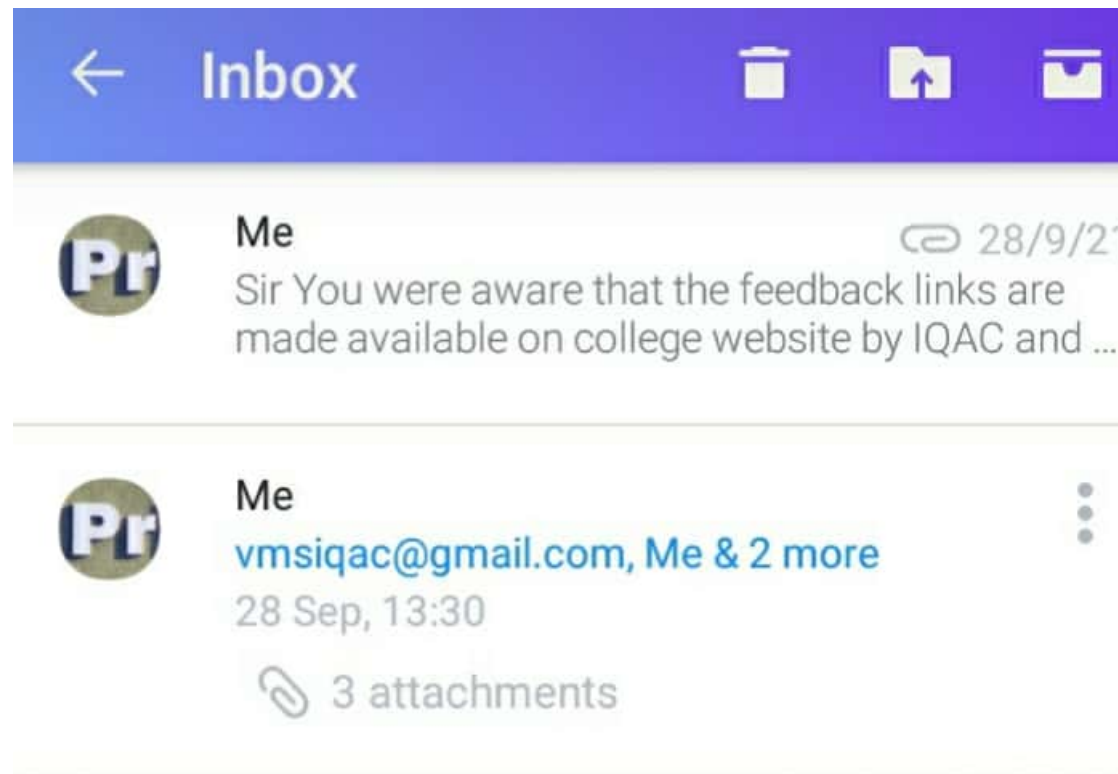 Inbox
Pr
Me
28/9/21
Sir You were aware that the feedback links are
made available on college website by IQAC and ...
Pr
Me
vmsiqac@gmail.com, Me & 2 more
28 Sep, 13:30
3 attachments